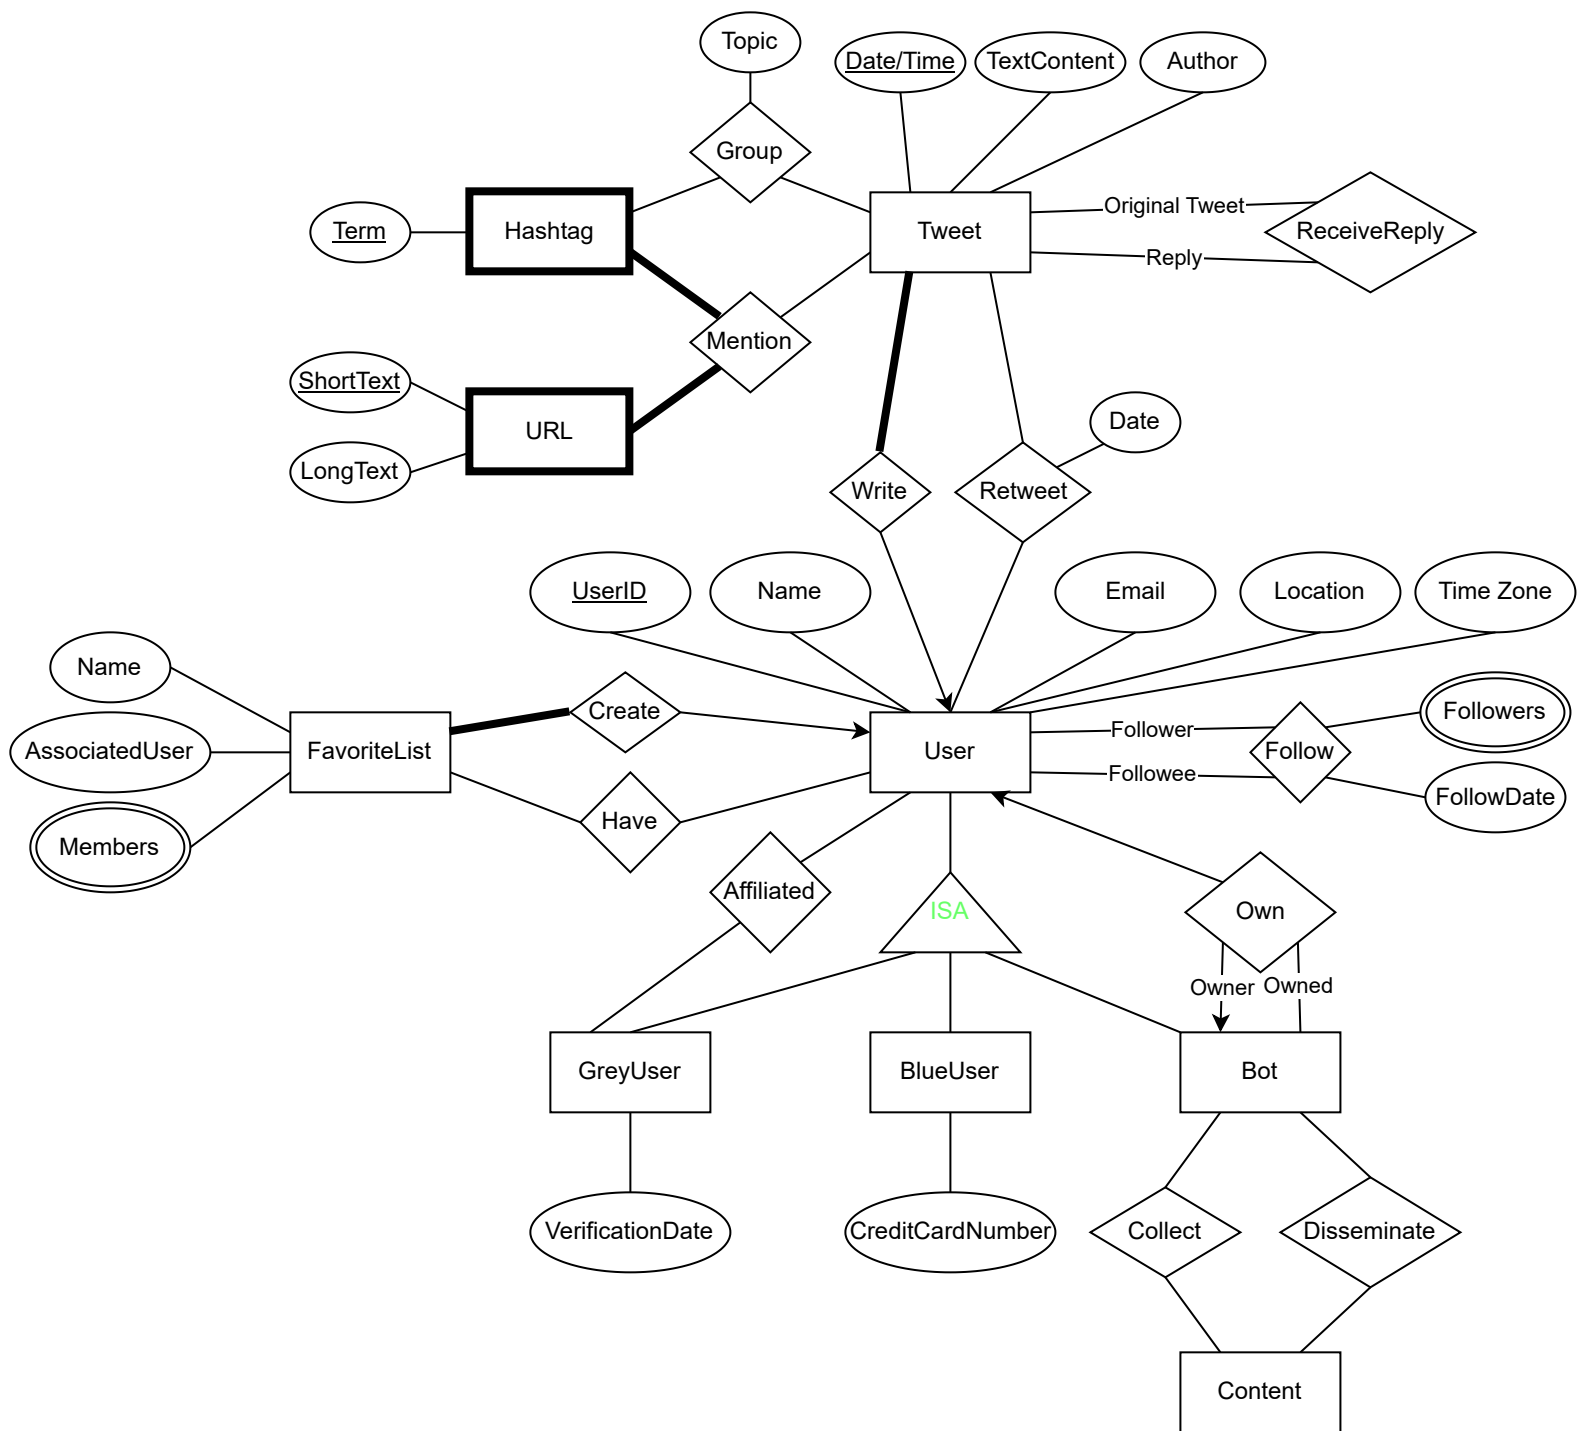 Topic
Date/Time
TextContent
Author
Group
Original Tweet
Term
Hashtag
Tweet
ReceiveReply
Reply
Mention
ShortText
URL
LongText
Date
Write
Retweet
UserID
Name
Email
Location
Time Zone
Name
Create
Follower
Followers
AssociatedUser
FavoriteList
User
Follow
Followee
FollowDate
Have
Members
Affiliated
ISA
Own
Owner
Owned
GreyUser
BlueUser
Bot
VerificationDate
CreditCardNumber
Collect
Disseminate
Content